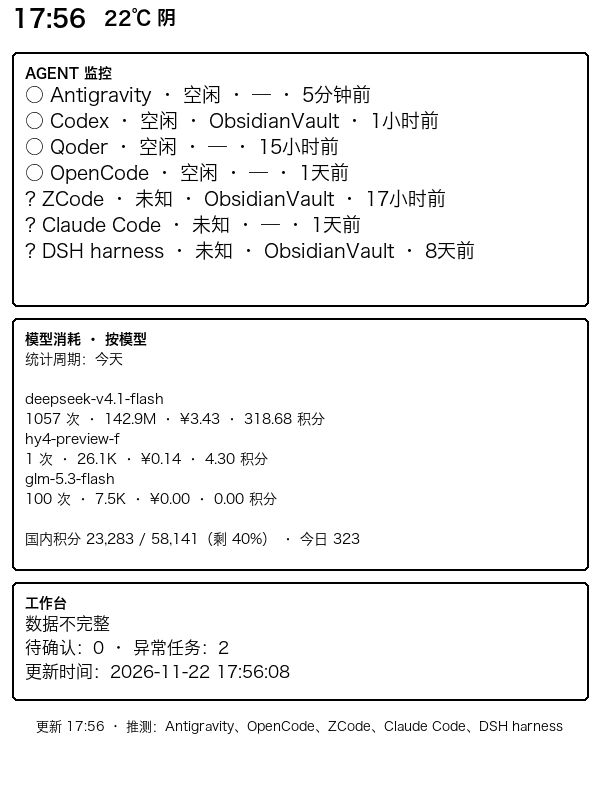 17:56 22℃ 阴
AGENT 监控
○ Antigravity · 空闲 · — · 5分钟前
○ Codex · 空闲 · ObsidianVault · 1小时前
○ Qoder · 空闲 · — · 15小时前
○ OpenCode · 空闲 · — · 1天前
? ZCode · 未知 · ObsidianVault · 17小时前
? Claude Code · 未知 · — · 1天前
? DSH harness · 未知 · ObsidianVault · 8天前
模型消耗 · 按模型
统计周期：今天
deepseek-v4.1-flash
1057 次 · 142.9M · ¥3.43 · 318.68 积分
hy4-preview-f
1 次 · 26.1K · ¥0.14 · 4.30 积分
glm-5.3-flash
100 次 · 7.5K · ¥0.00 · 0.00 积分
国内积分 23,283 / 58,141（剩 40%） · 今日 323
工作台
数据不完整
待确认：0 · 异常任务：2
更新时间：2026-11-22 17:56:08
更新 17:56 · 推测：Antigravity、OpenCode、ZCode、Claude Code、DSH harness